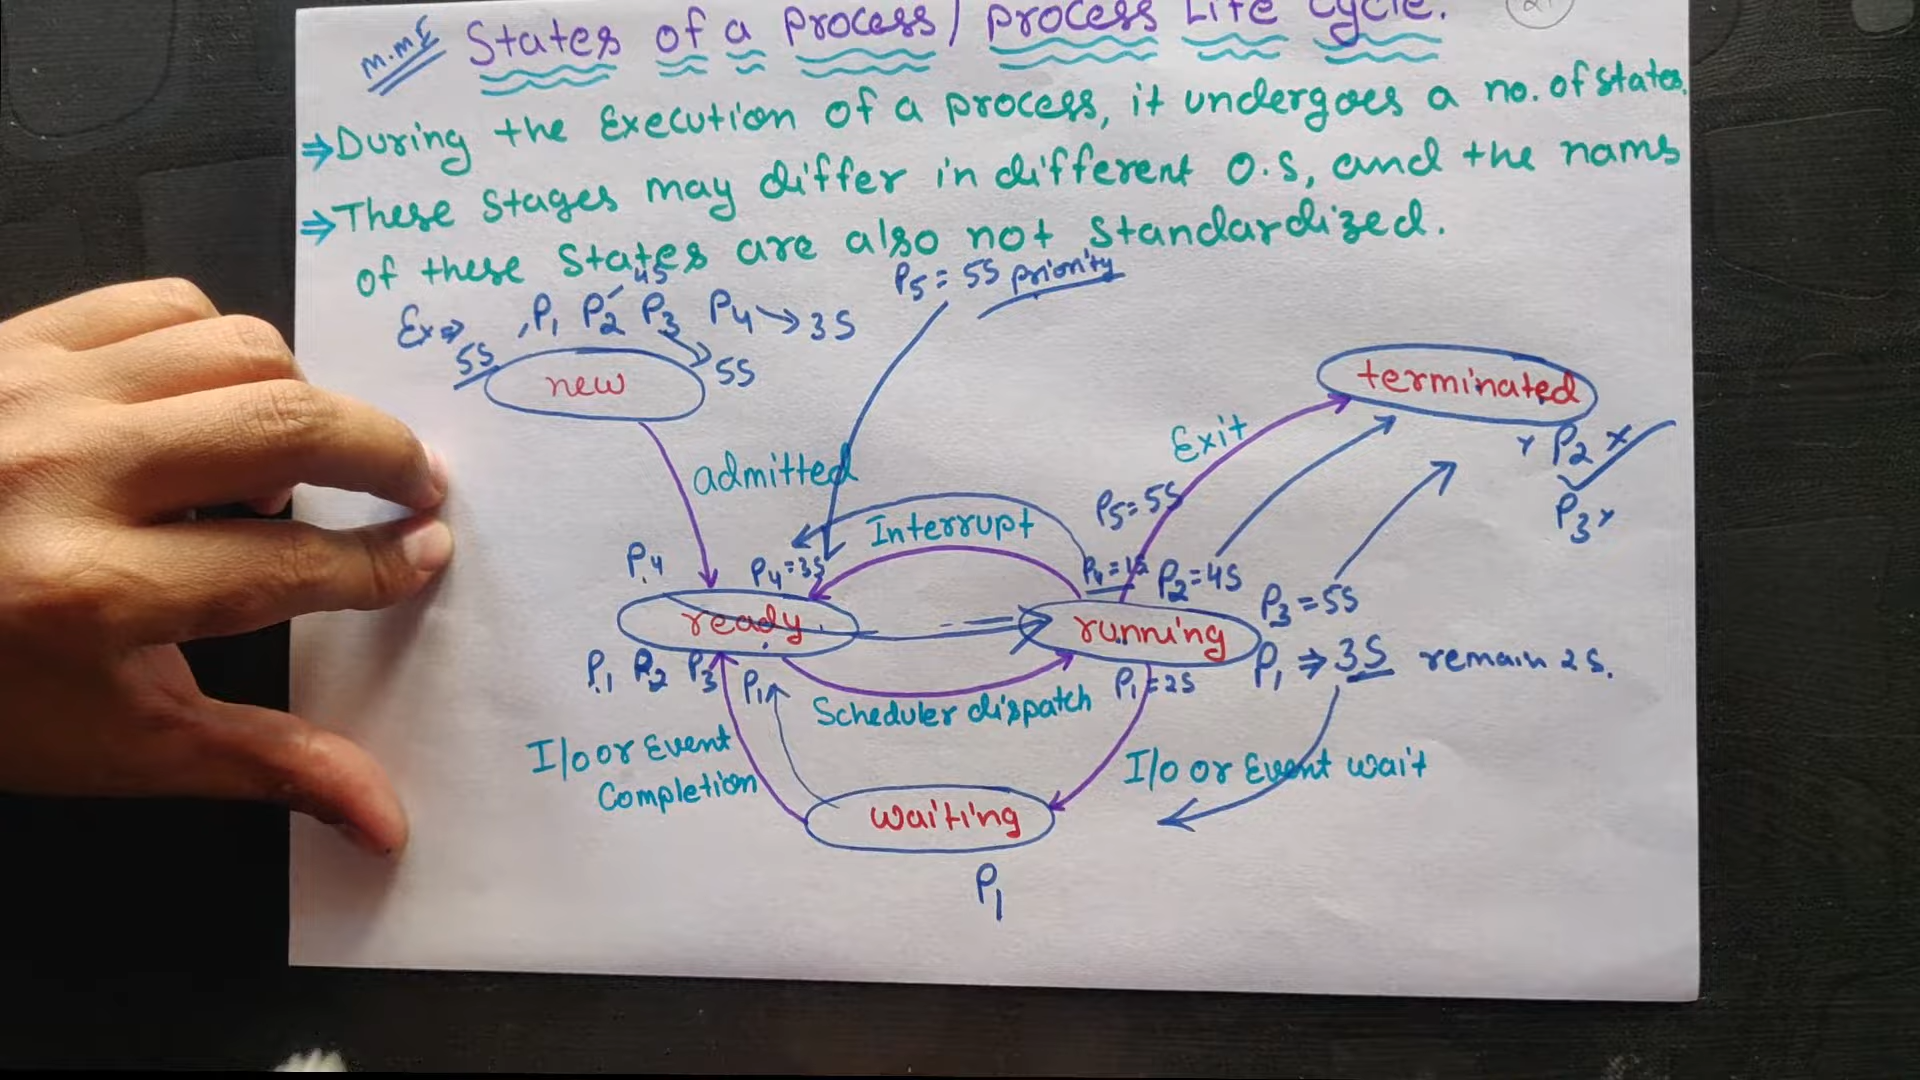 M.M.I
States of a Process / Process Life Cycle.
⇒ During the Execution of a process, it undergoes a no. of states.
⇒ These stages may differ in different O.S, and the nams
of these States are also not Standardized.
Ex ⇒ P1 P2 P3 P4 → 3S
4S
5S
5S
P5 = 5S priority
new
terminated
admitted
Exit
P2
P3
Interrupt
P5 = 5S
P4
P4 = 3S
P4 = 1S
P2 = 4S
P3 = 5S
ready
running
P1 ⇒ 3S remain 2S.
P1 P2 P3 P1
P1 = 2S
Scheduler dispatch
I/o or Event
Completion
I/o or Event wait
waiting
P1